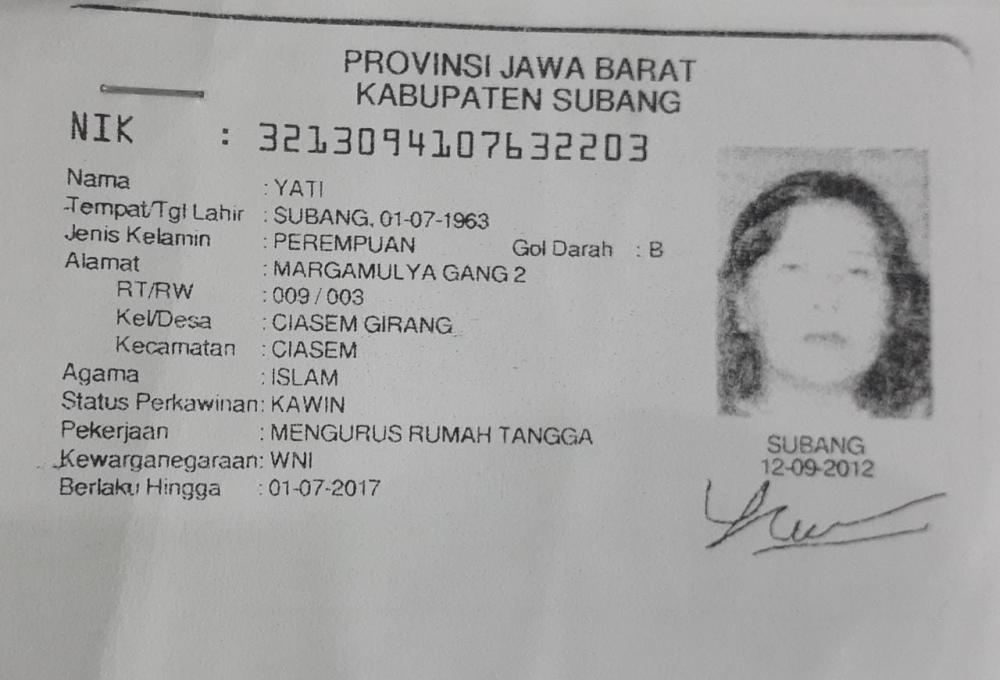 PROVINSI JAWA BARAT
KABUPATEN SUBANG
NIK : 3213094107632203
Nama : YATI
Tempat/Tgl Lahir : SUBANG, 01-07-1963
Jenis Kelamin : PEREMPUAN Gol Darah : B
Alamat : MARGAMULYA GANG 2
RT/RW : 009 / 003
Kel/Desa : CIASEM GIRANG
Kecamatan : CIASEM
Agama : ISLAM
Status Perkawinan: KAWIN
Pekerjaan : MENGURUS RUMAH TANGGA
Kewarganegaraan: WNI
Berlaku Hingga : 01-07-2017
SUBANG
12-09-2012